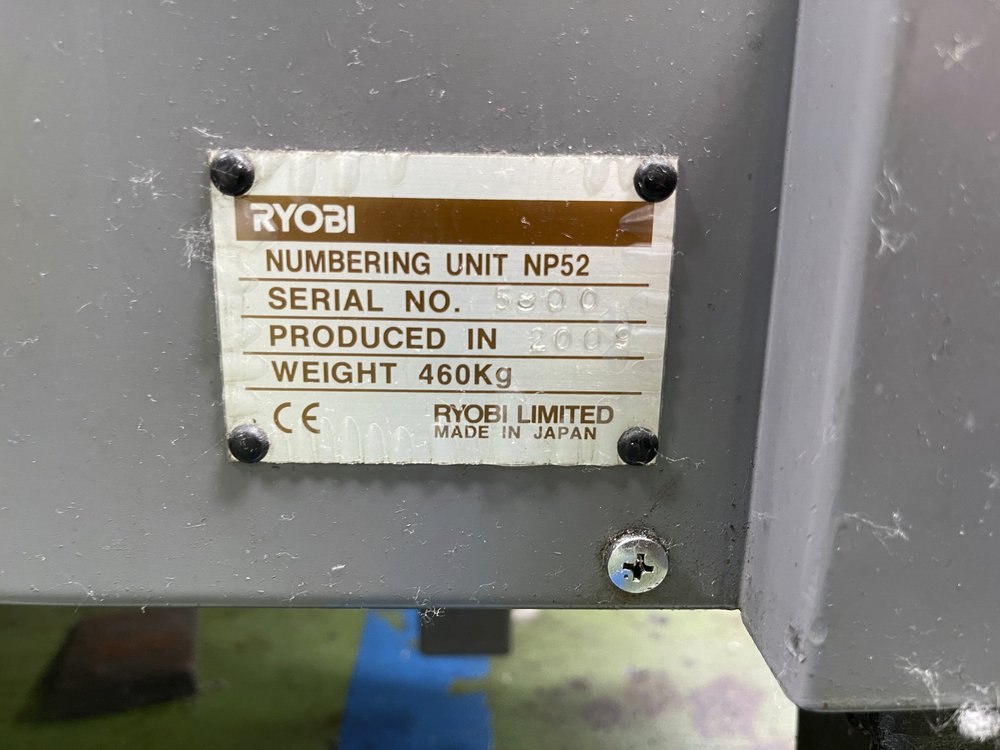 RYOBI
NUMBERING UNIT NP52
SERIAL NO. 5800
PRODUCED IN 2009
WEIGHT 460Kg
CE RYOBI LIMITED
MADE IN JAPAN